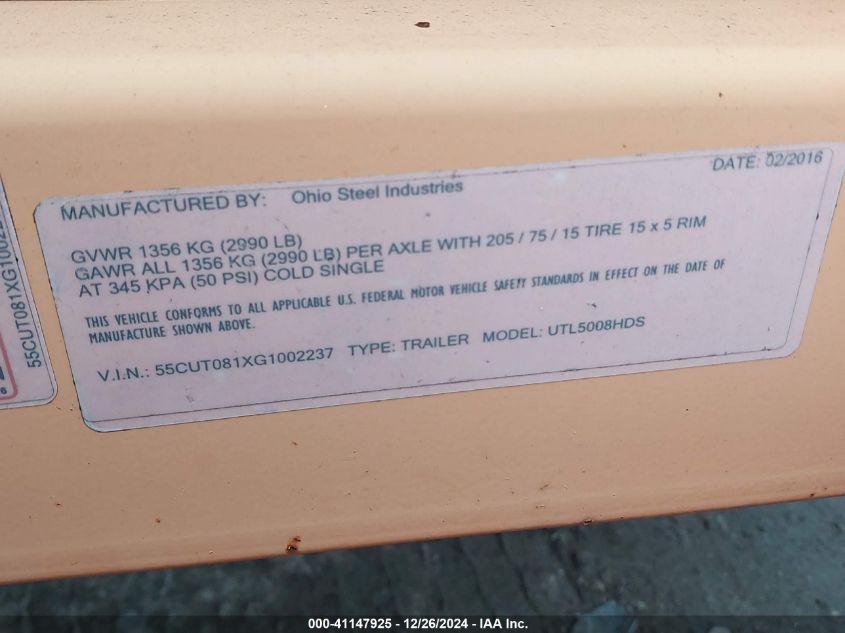 DATE: 02/2016
MANUFACTURED BY: Ohio Steel Industries
GVWR 1356 KG (2990 LB)
GAWR ALL 1356 KG (2990 LB) PER AXLE WITH 205 / 75 / 15 TIRE 15 x 5 RIM
AT 345 KPA (50 PSI) COLD SINGLE
THIS VEHICLE CONFORMS TO ALL APPLICABLE U.S. FEDERAL MOTOR VEHICLE SAFETY STANDARDS IN EFFECT ON THE DATE OF
MANUFACTURE SHOWN ABOVE.
V.I.N.: 55CUT081XG1002237 TYPE: TRAILER MODEL: UTL5008HDS
55CUT081XG1002
000-41147925 - 12/26/2024 - IAA Inc.